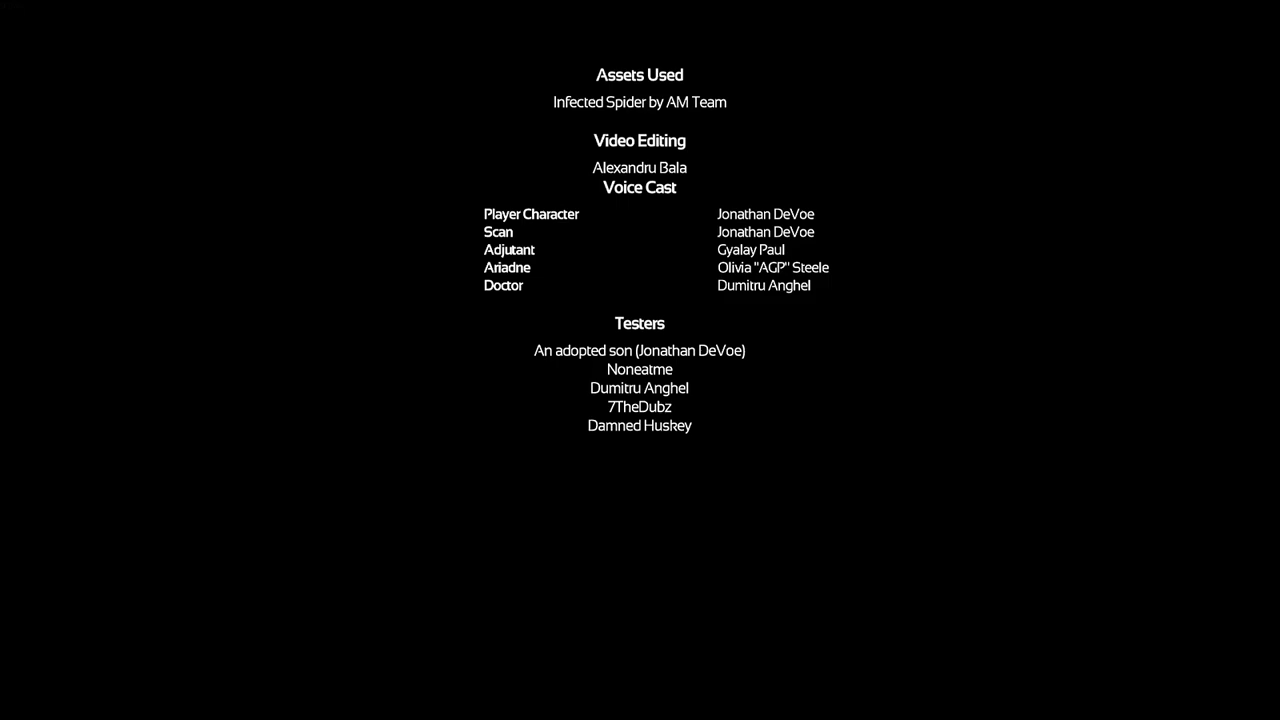 Assets Used
Infected Spider by AM Team
Video Editing
Alexandru Bala
Voice Cast
Player Character Jonathan DeVoe
Scan Jonathan DeVoe
Adjutant Gyalay Paul
Ariadne Olivia "AGP" Steele
Doctor Dumitru Anghel
Testers
An adopted son (Jonathan DeVoe)
Noneatme
Dumitru Anghel
7TheDubz
Damned Huskey